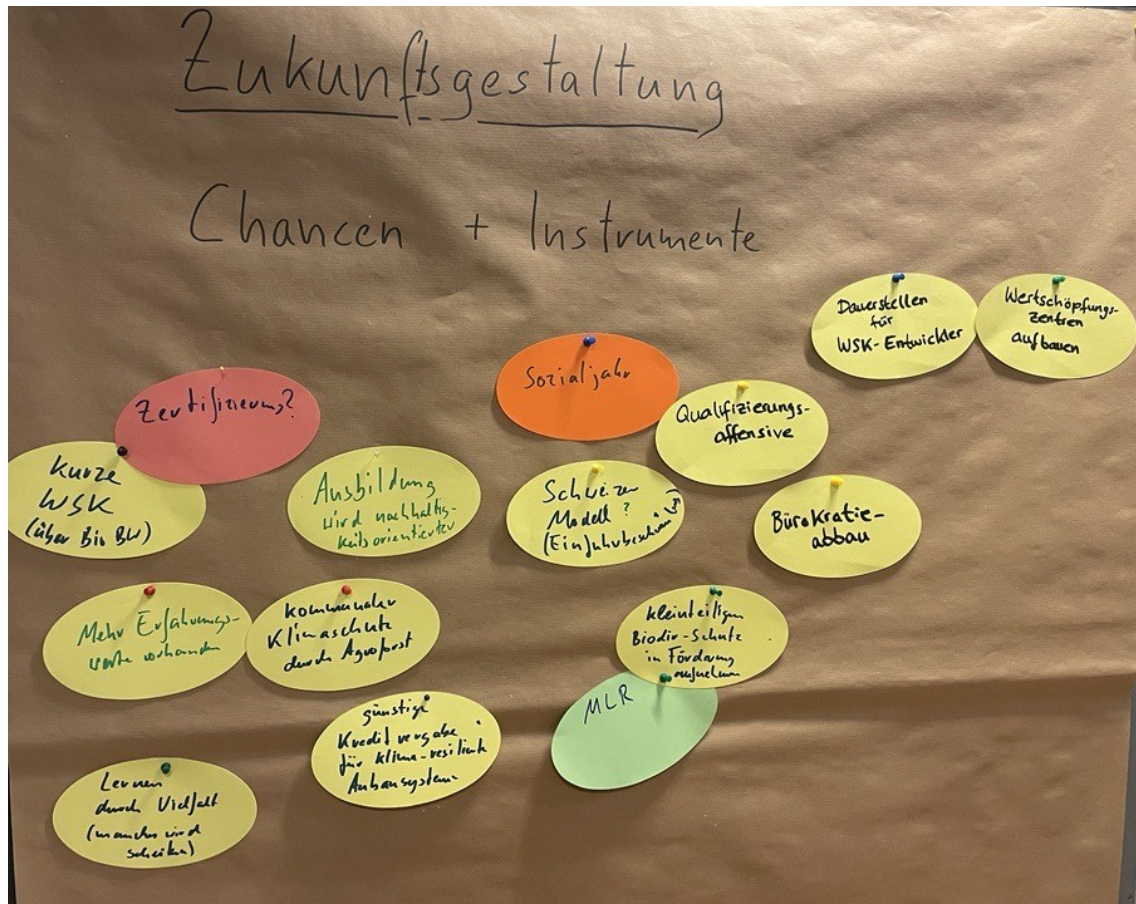 Zukunftsgestaltung
Chancen + Instrumente
Dauerstellen
für
WSK-Entwickler
Wertschöpfungs-
zentren
aufbauen
Sozialjahr
Zertifizierung?
Qualifizierungs-
offensive
Kurze
WSK
(über Bio BW)
Ausbildung
wird nachhaltig-
keitsorientierter
Schweizer
Modell?
Bürokratie-
abbau
Mehr Erfahrungs-
werte vorhanden
kommunaler
Klimaschutz
durch Agroforst
kleinteiligen
Biodiv-Schutz
in Förderung
aufnehmen
MLR
günstige
Kreditvergabe
für klima-resiliente
Anbausysteme
Lernen
durch Vielfalt
(manches wird
scheitern)